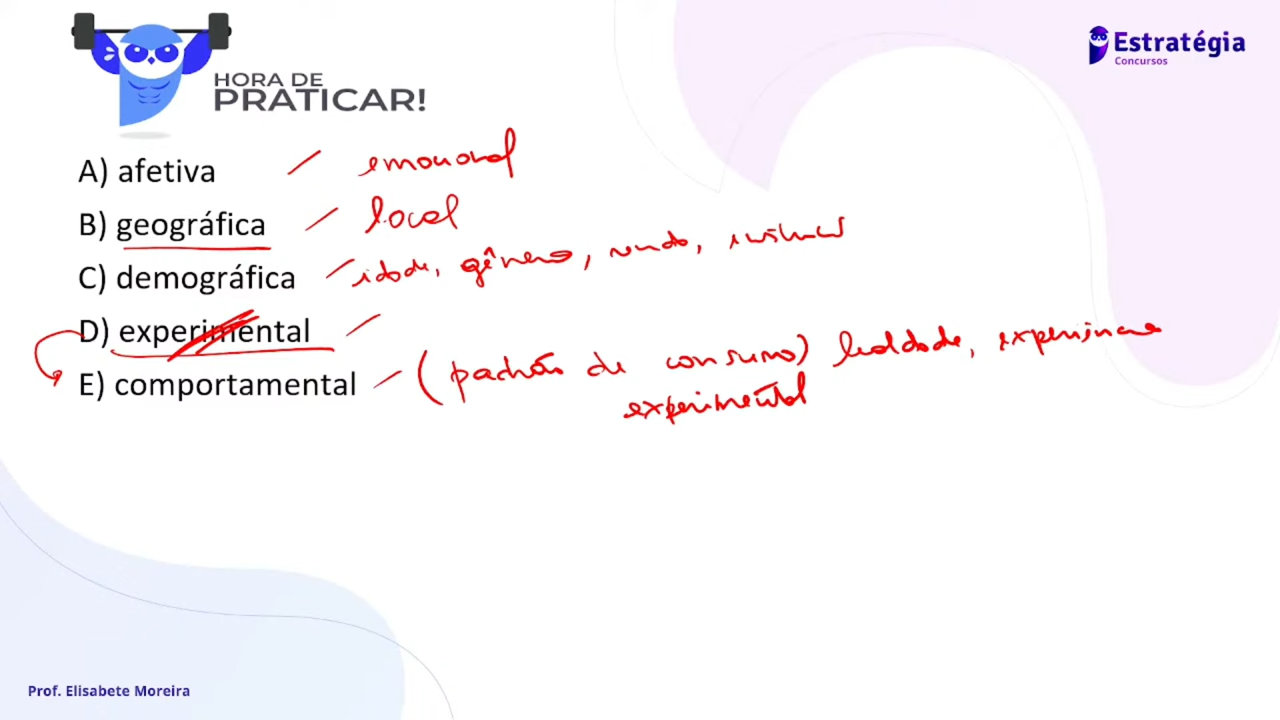 Estratégia
Concursos
HORA DE
PRATICAR!
A) afetiva emocional
B) geográfica local
C) demográfica idade, gênero, renda,
D) experimental
E) comportamental (padrão de consumo) lealdade, experiência
experimental
Prof. Elisabete Moreira